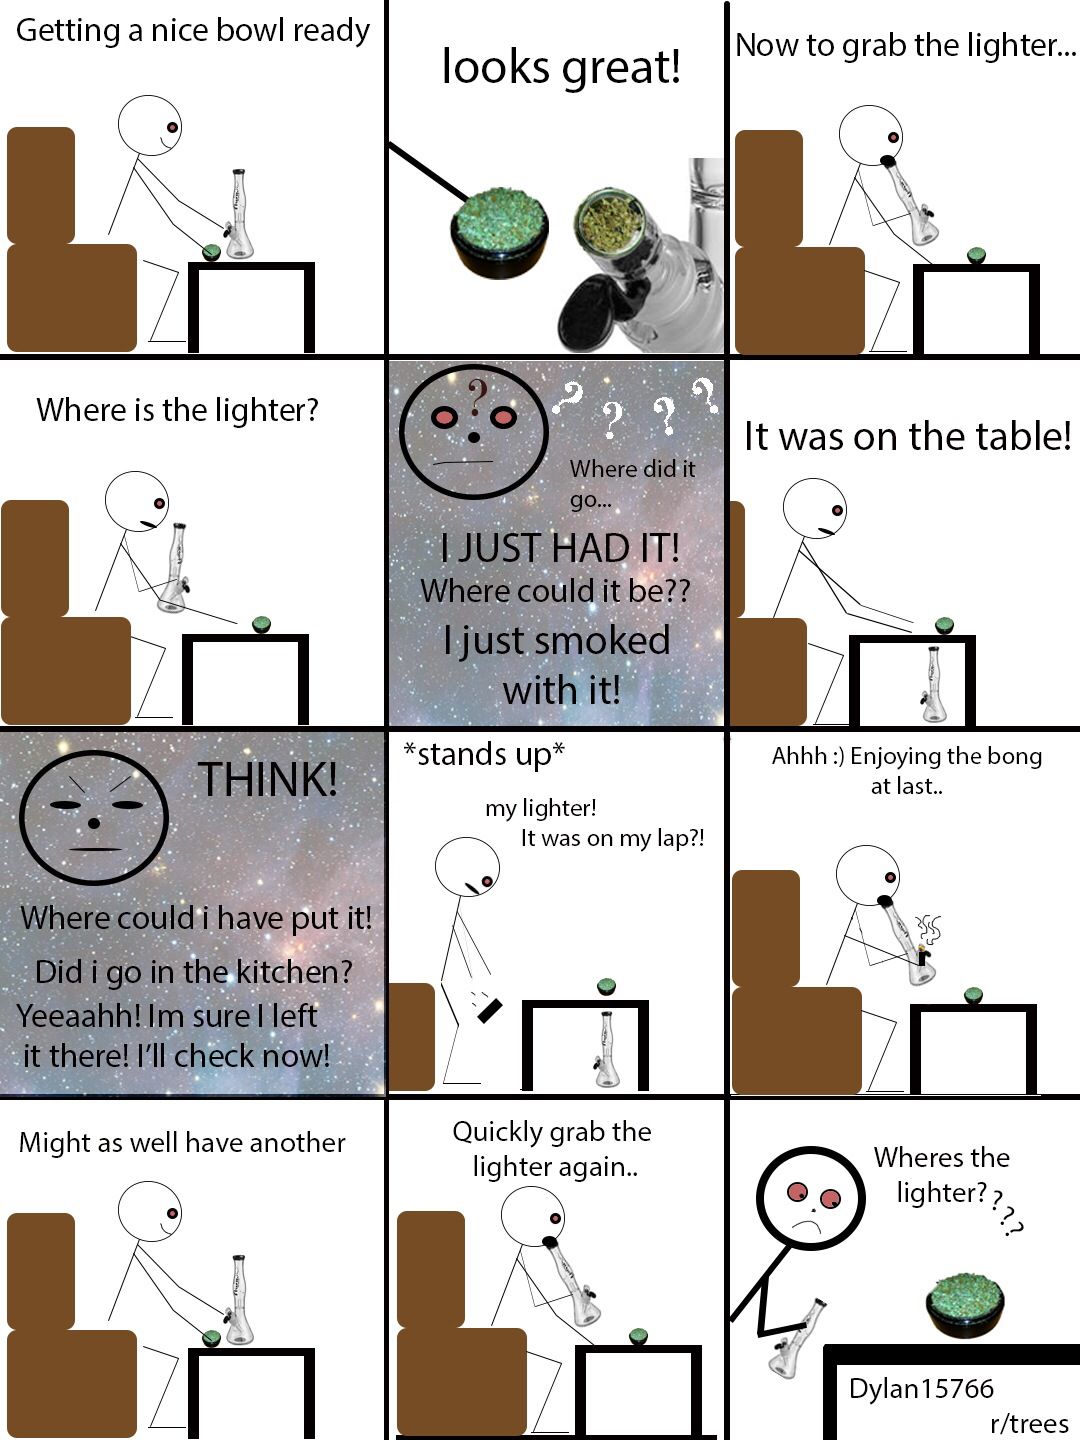 Getting a nice bowl ready
looks great!
Now to grab the lighter...
Where is the lighter?
?
? ? ? ?
Where did it
go...
I JUST HAD IT!
Where could it be??
I just smoked
with it!
It was on the table!
THINK!
Where could i have put it!
Did i go in the kitchen?
Yeeaahh! Im sure I left
it there! I'll check now!
*stands up*
my lighter!
It was on my lap?!
Ahhh :) Enjoying the bong
at last..
Might as well have another
Quickly grab the
lighter again..
Wheres the
lighter? ? ? ?
Dylan15766
r/trees